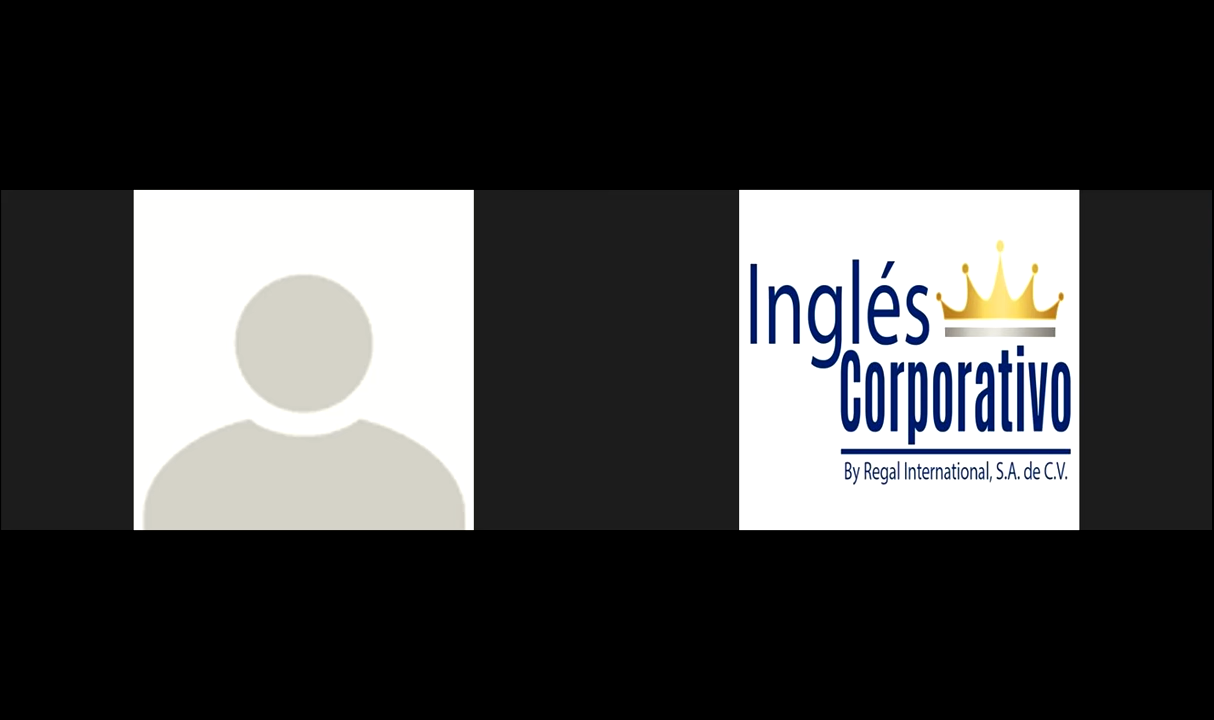 Inglés
Corporativo
By Regal International, S.A. de C.V.